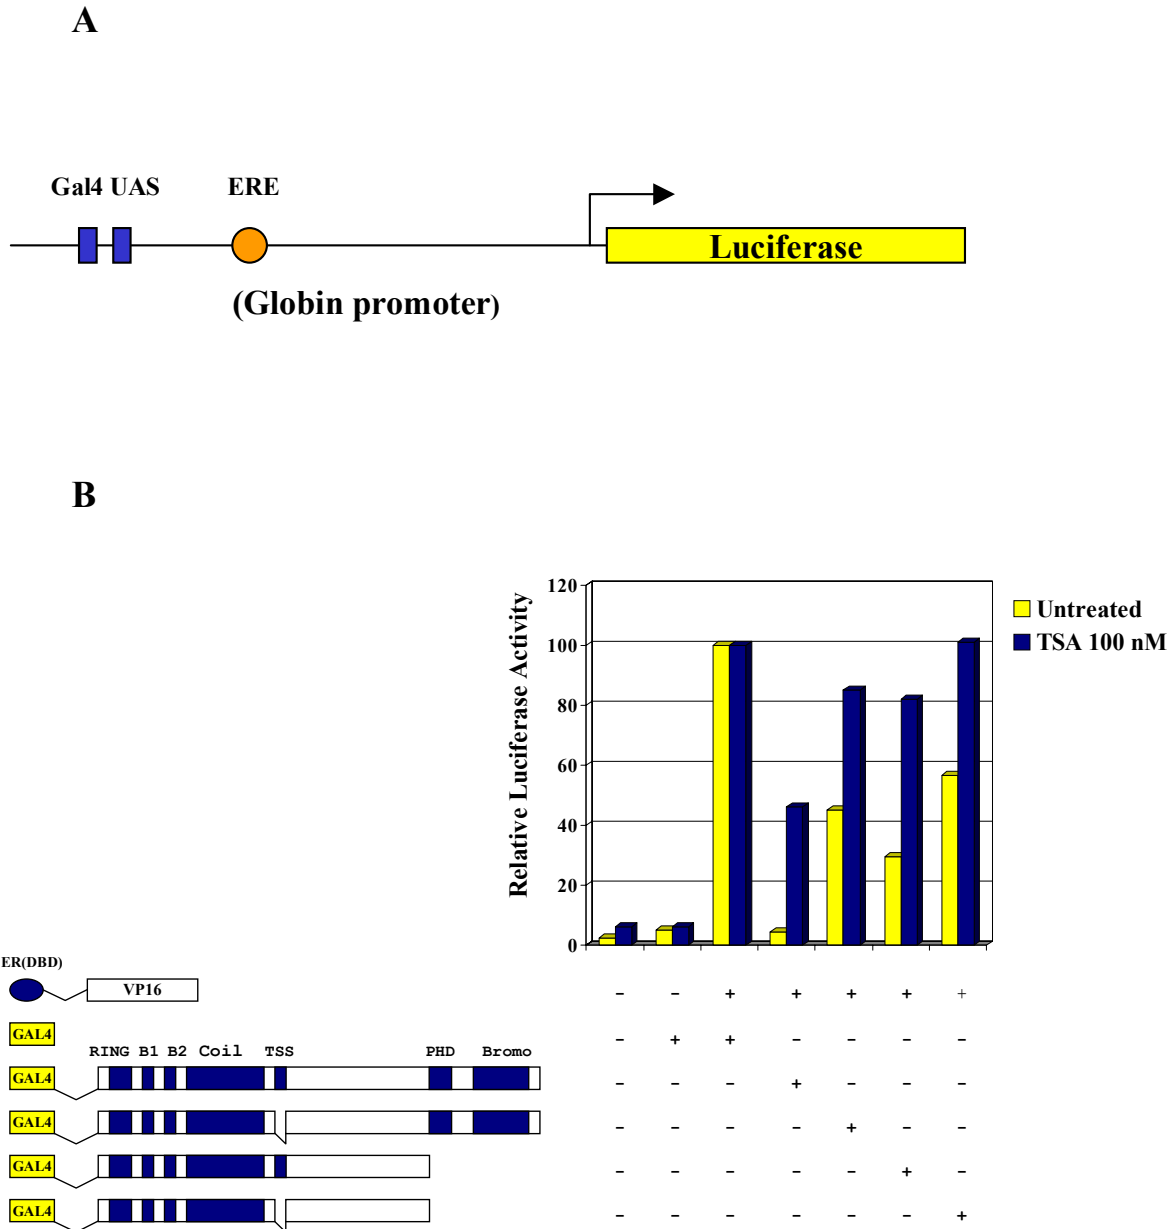 A
Gal4 UAS ERE
Luciferase
(Globin promoter)
B
120
100
80
60
40
20
0
Relative Luciferase Activity
Untreated
TSA 100 nM
ER(DBD)
VP16 - - + + + + +
GAL4 - + + - - - -
RING B1 B2 Coil TSS PHD Bromo
GAL4 - - - + - - -
GAL4 - - - - + - -
GAL4 - - - - - + -
GAL4 - - - - - - +